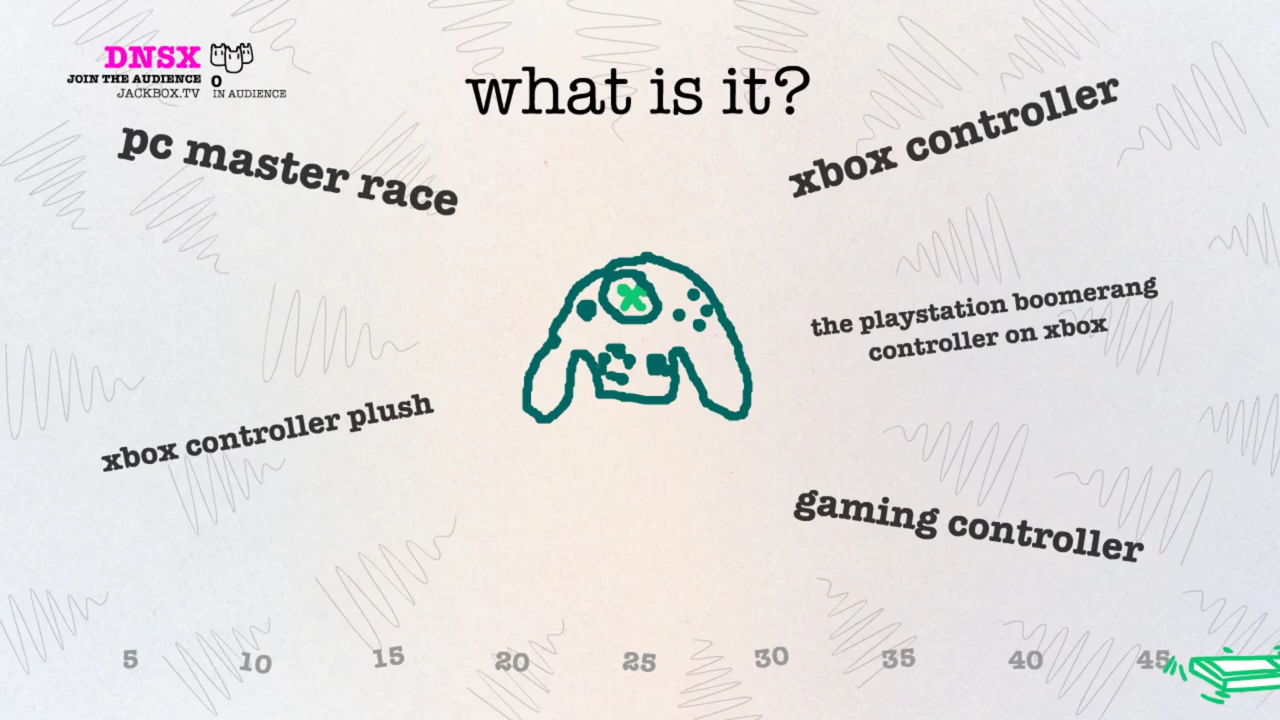 DNSX
JOIN THE AUDIENCE
JACKBOX.TV
0
IN AUDIENCE
what is it?
pc master race
xbox controller
the playstation boomerang
controller on xbox
xbox controller plush
gaming controller
5 10 15 20 25 30 35 40 45